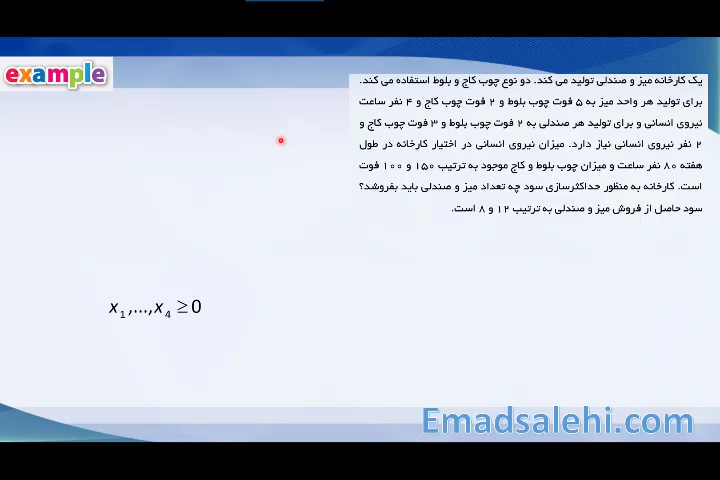 example
یک کارخانه میز و صندلی تولید می کند. دو نوع چوب کاج و بلوط استفاده می کند.
برای تولید هر واحد میز به ۵ فوت چوب بلوط و ۲ فوت چوب کاج و ۴ نفر ساعت
نیروی انسانی و برای تولید هر صندلی به ۲ فوت چوب بلوط و ۳ فوت چوب کاج و
۲ نفر نیروی انسانی نیاز دارد. میزان نیروی انسانی در اختیار کارخانه در طول
هفته ۸۰ نفر ساعت و میزان چوب بلوط و کاج موجود به ترتیب ۱۵۰ و ۱۰۰ فوت
است. کارخانه به منظور حداکثرسازی سود چه تعداد میز و صندلی باید بفروشد؟
سود حاصل از فروش میز و صندلی به ترتیب ۱۲ و ۸ است.
x₁,...,x₄ ≥ 0
Emadsalehi.com